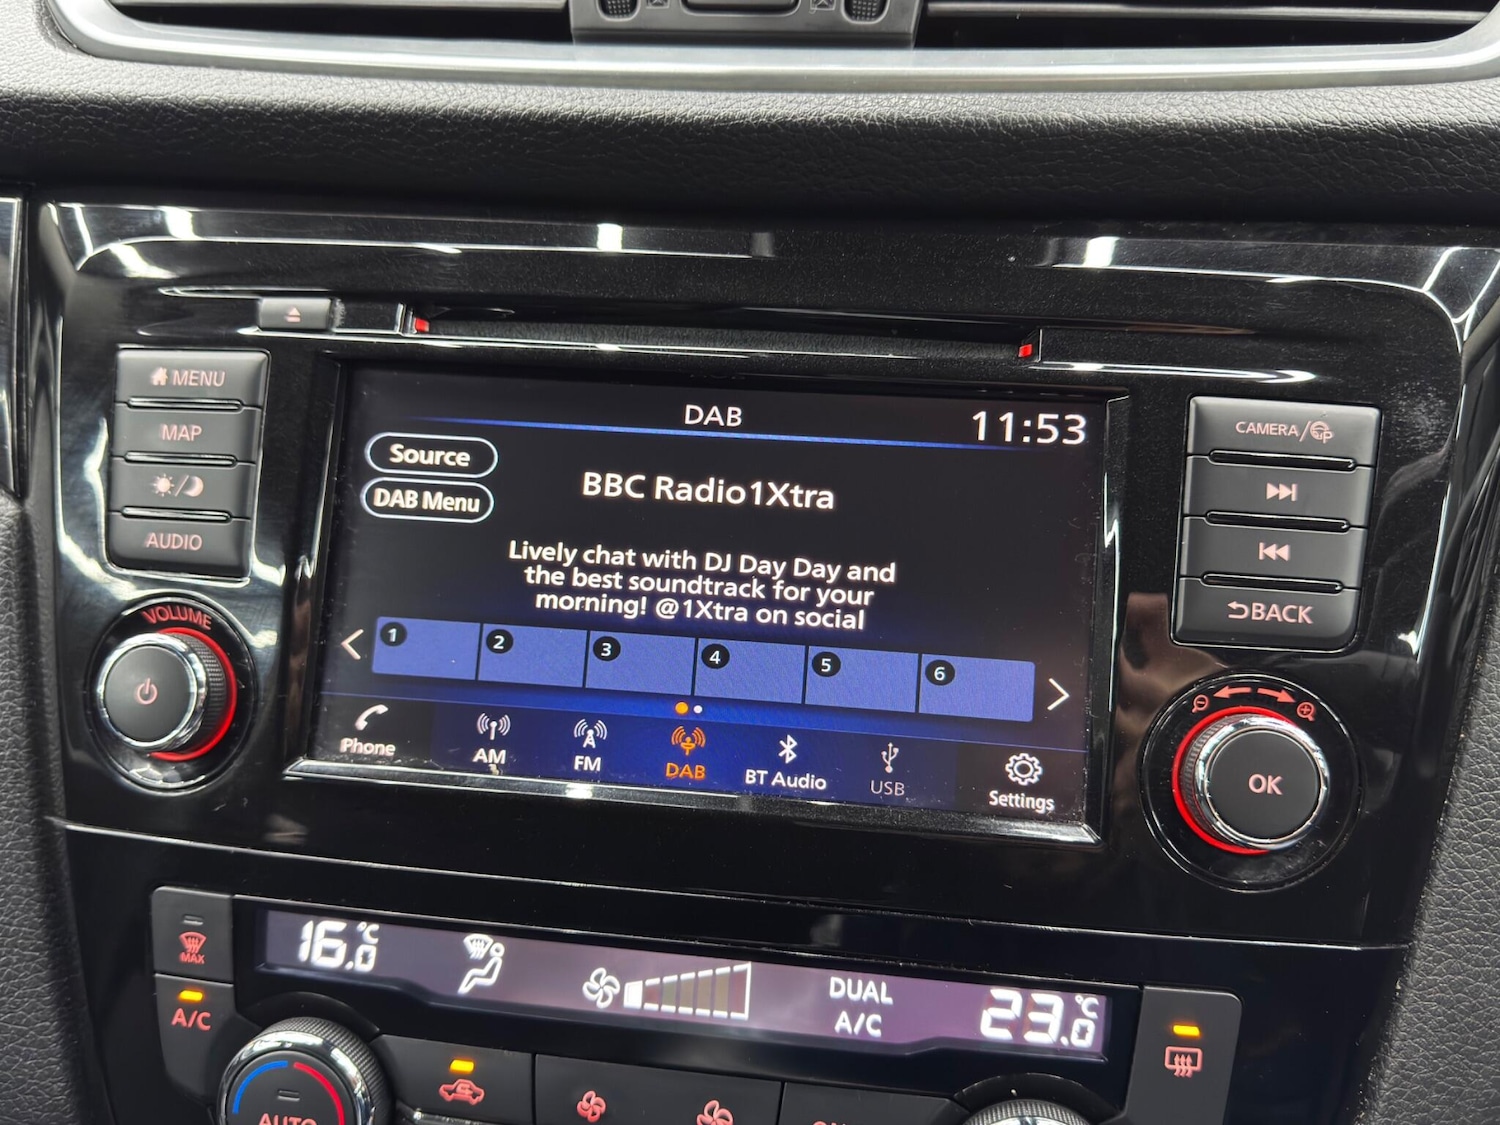 MENU
MAP
AUDIO
VOLUME
DAB
11:53
Source
DAB Menu
BBC Radio1Xtra
Lively chat with DJ Day Day and
the best soundtrack for your
morning! @1Xtra on social
1 2 3 4 5 6
Phone
AM
FM
DAB
BT Audio
USB
Settings
CAMERA/
BACK
OK
MAX
A/C
16.0 °C
DUAL
A/C
23.0 °C
AUTO